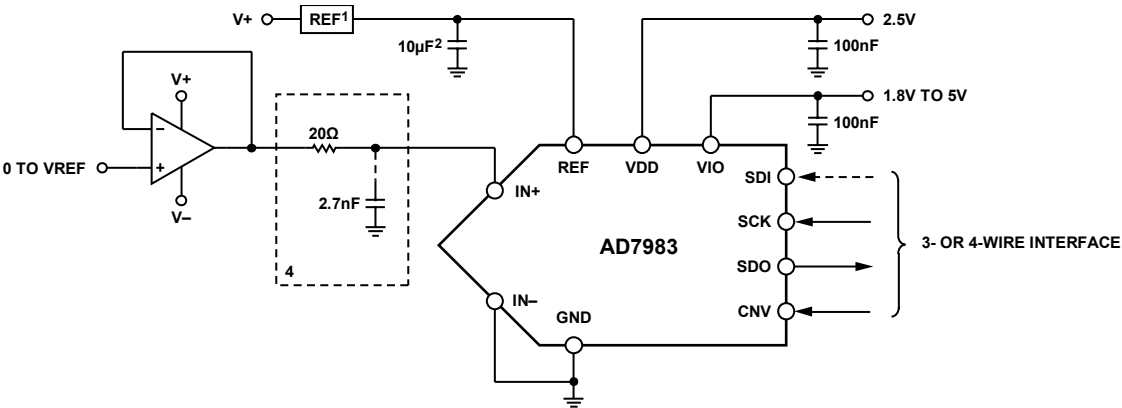 V+
REF1
10µF2
2.5V
100nF
1.8V TO 5V
100nF
V+
–
+
0 TO VREF
V–
20Ω
2.7nF
4
REF
VDD
VIO
IN+
IN–
GND
AD7983
SDI
SCK
SDO
CNV
3- OR 4-WIRE INTERFACE